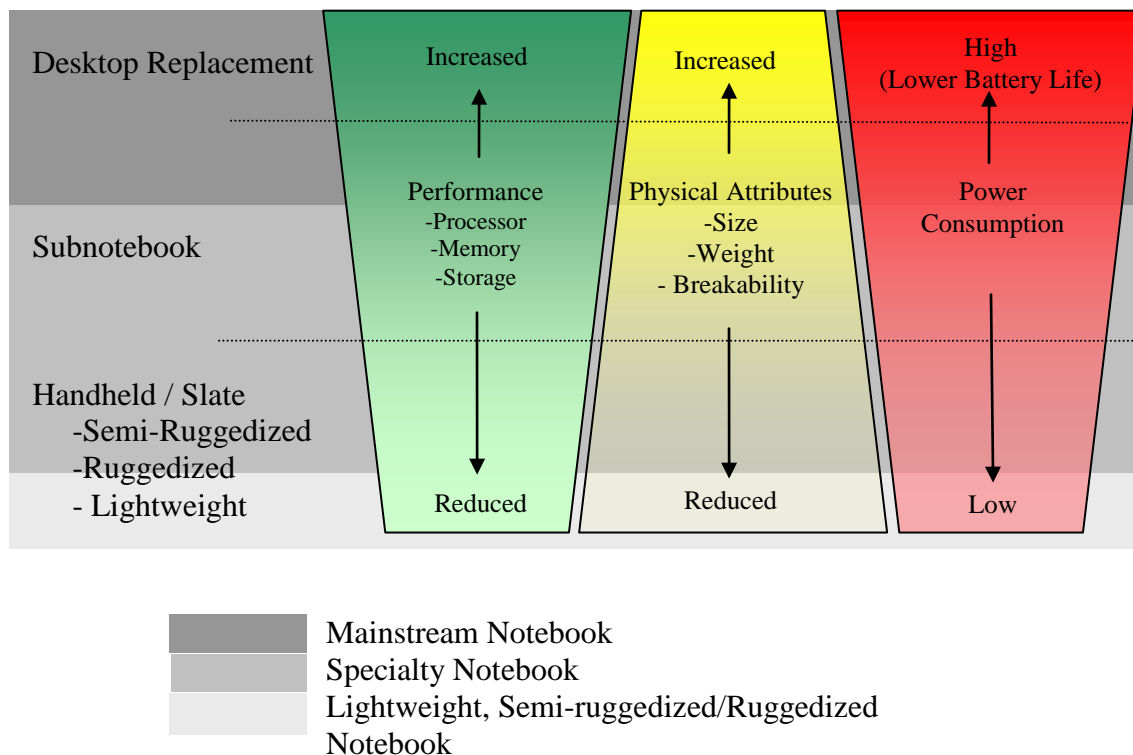 Desktop Replacement
Subnotebook
Handheld / Slate
-Semi-Ruggedized
-Ruggedized
- Lightweight
Increased
Performance
-Processor
-Memory
-Storage
Reduced
Increased
Physical Attributes
-Size
-Weight
- Breakability
Reduced
High
(Lower Battery Life)
Power
Consumption
Low
Mainstream Notebook
Specialty Notebook
Lightweight, Semi-ruggedized/Ruggedized
Notebook